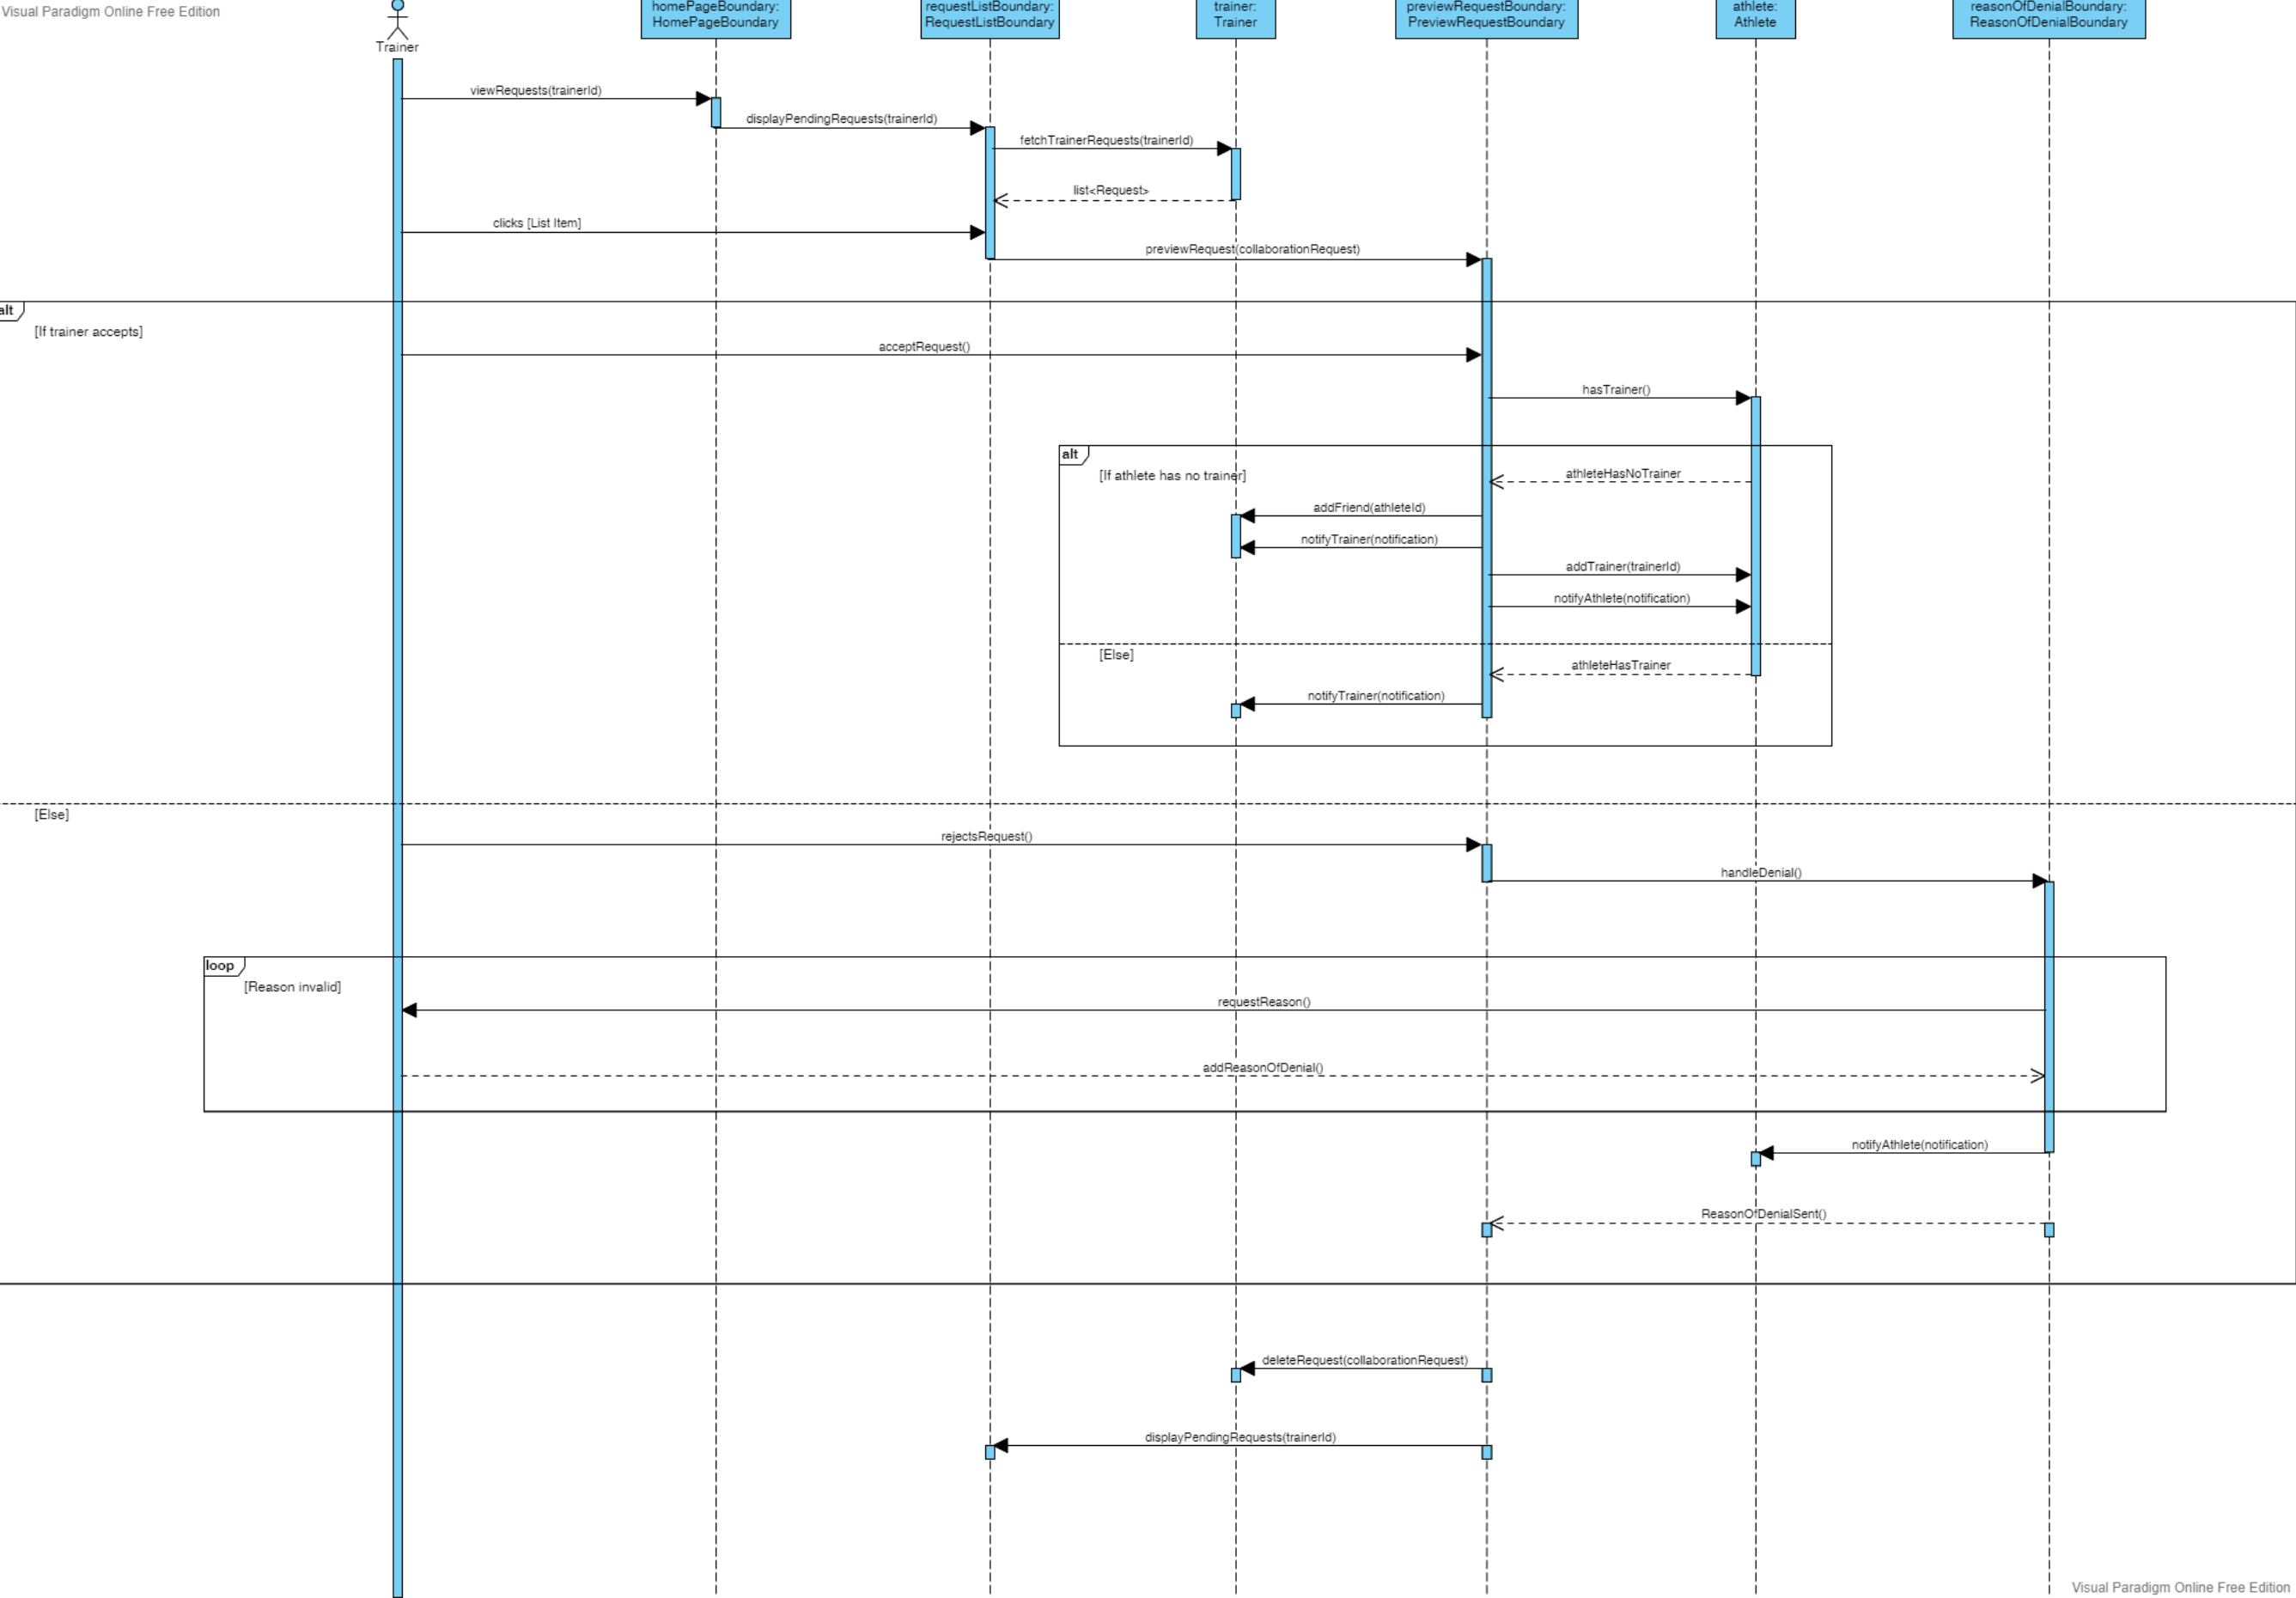 Visual Paradigm Online Free Edition
Trainer
homePageBoundary:
HomePageBoundary
requestListBoundary:
RequestListBoundary
trainer:
Trainer
previewRequestBoundary:
PreviewRequestBoundary
athlete:
Athlete
reasonOfDenialBoundary:
ReasonOfDenialBoundary
viewRequests(trainerId)
displayPendingRequests(trainerId)
fetchTrainerRequests(trainerId)
list<Request>
clicks [List Item]
previewRequest(collaborationRequest)
alt
[If trainer accepts]
acceptRequest()
hasTrainer()
alt
[If athlete has no trainer]
athleteHasNoTrainer
addFriend(athleteId)
notifyTrainer(notification)
addTrainer(trainerId)
notifyAthlete(notification)
[Else]
athleteHasTrainer
notifyTrainer(notification)
[Else]
rejectsRequest()
handleDenial()
loop
[Reason invalid]
requestReason()
addReasonOfDenial()
notifyAthlete(notification)
ReasonOfDenialSent()
deleteRequest(collaborationRequest)
displayPendingRequests(trainerId)
Visual Paradigm Online Free Edition